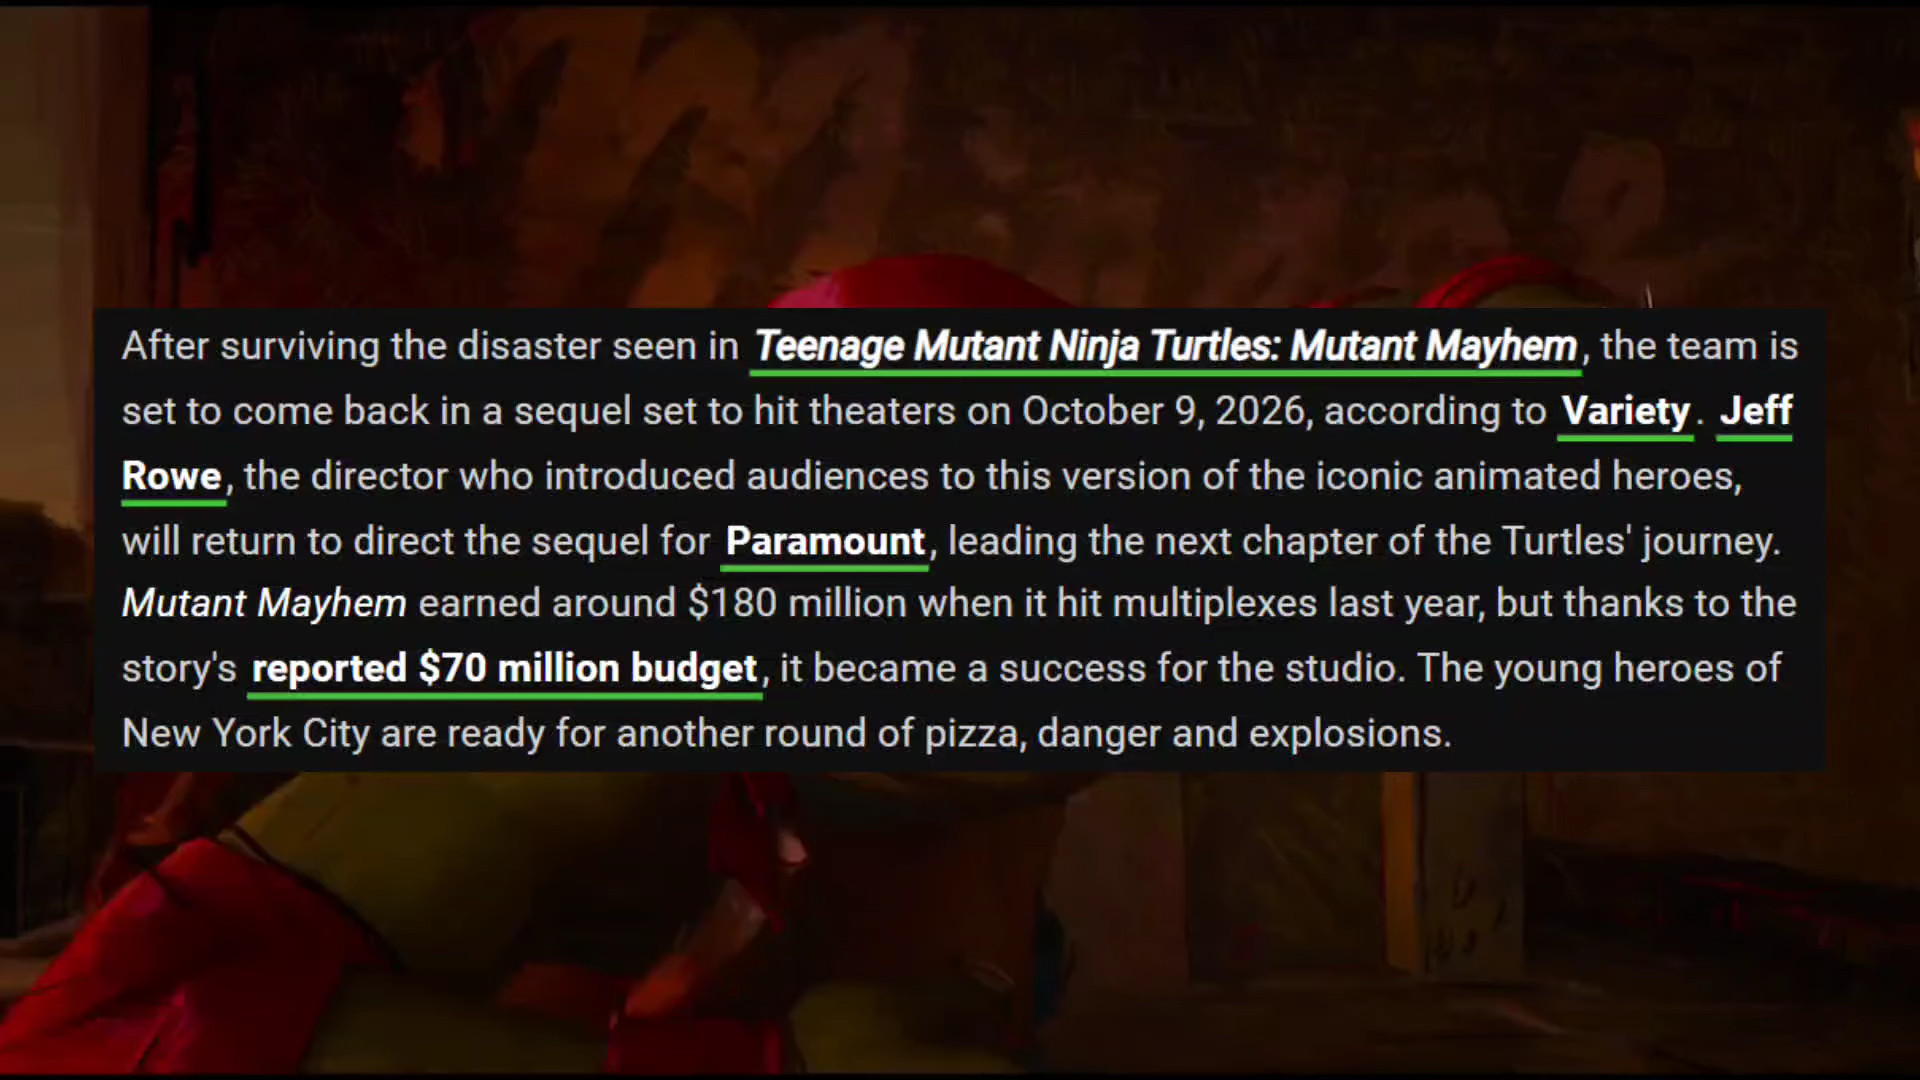 After surviving the disaster seen in Teenage Mutant Ninja Turtles: Mutant Mayhem, the team is
set to come back in a sequel set to hit theaters on October 9, 2026, according to Variety. Jeff
Rowe, the director who introduced audiences to this version of the iconic animated heroes,
will return to direct the sequel for Paramount, leading the next chapter of the Turtles' journey.
Mutant Mayhem earned around $180 million when it hit multiplexes last year, but thanks to the
story's reported $70 million budget, it became a success for the studio. The young heroes of
New York City are ready for another round of pizza, danger and explosions.